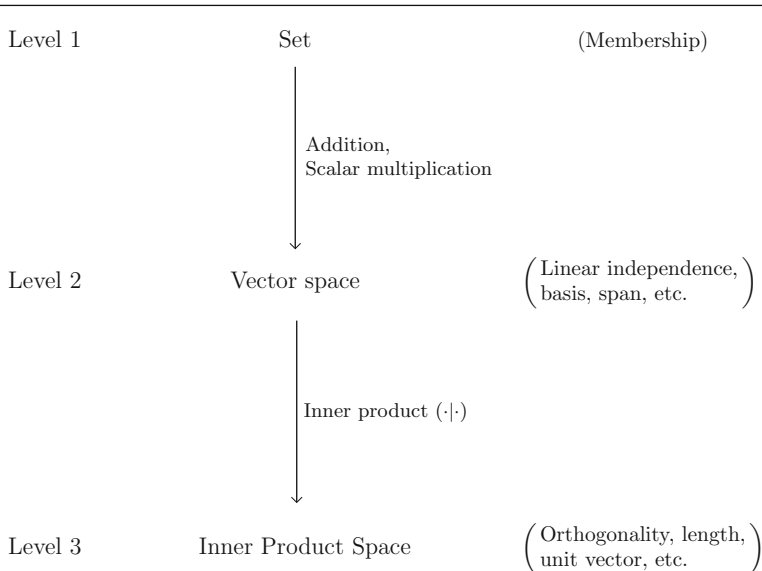 Level 1 Set (Membership)
Addition,
Scalar multiplication
Level 2 Vector space (Linear independence,
basis, span, etc.)
Inner product (·|·)
Level 3 Inner Product Space (Orthogonality, length,
unit vector, etc.)